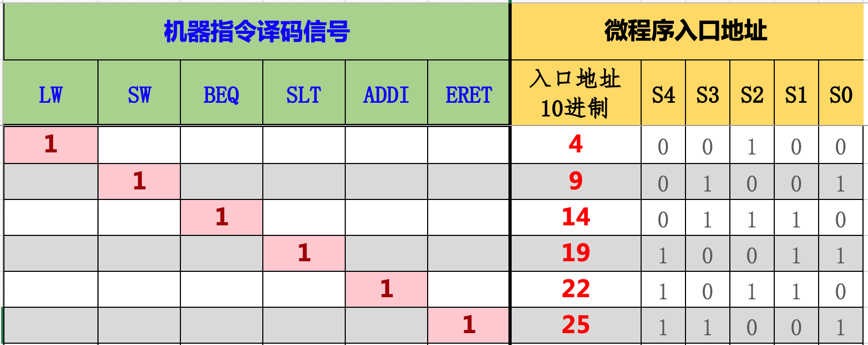 机器指令译码信号 微程序入口地址
LW SW BEQ SLT ADDI ERET 入口地址 S4 S3 S2 S1 S0
10进制
1 4 0 0 1 0 0
1 9 0 1 0 0 1
1 14 0 1 1 1 0
1 19 1 0 0 1 1
1 22 1 0 1 1 0
1 25 1 1 0 0 1